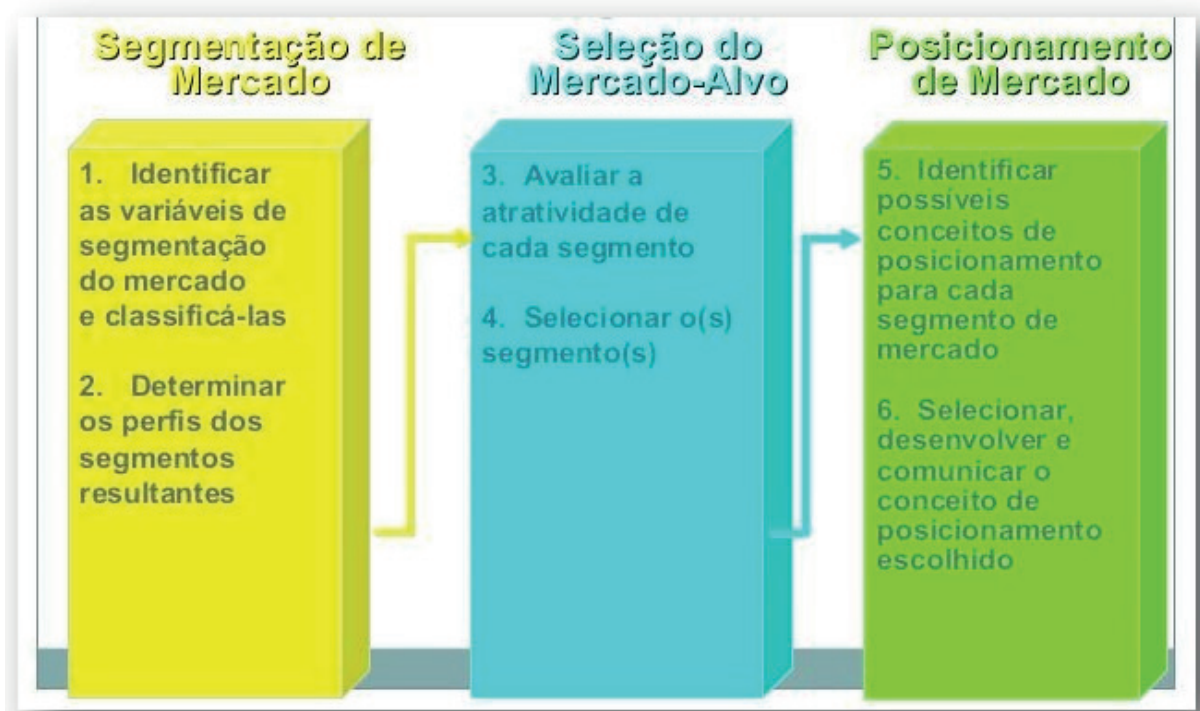 Segmentação de
Mercado
1. Identificar
as variáveis de
segmentação
do mercado
e classificá-las
2. Determinar
os perfis dos
segmentos
resultantes
Seleção do
Mercado-Alvo
3. Avaliar a
atratividade de
cada segmento
4. Selecionar o(s)
segmento(s)
Posicionamento
de Mercado
5. Identificar
possíveis
conceitos de
posicionamento
para cada
segmento de
mercado
6. Selecionar,
desenvolver e
comunicar o
conceito de
posicionamento
escolhido